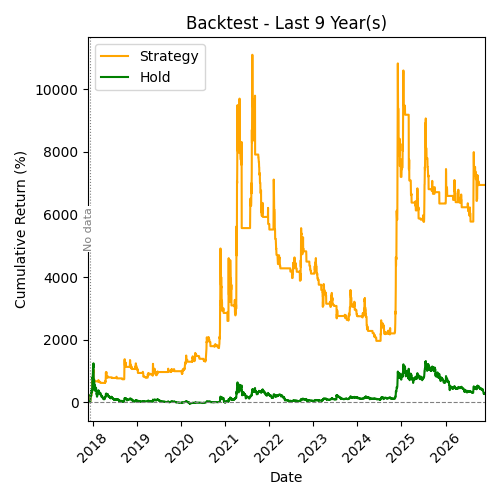 Backtest - Last 9 Year(s)
Strategy
Hold
Cumulative Return (%)
10000
8000
6000
4000
2000
0
No data
2018 2019 2020 2021 2022 2023 2024 2025 2026
Date